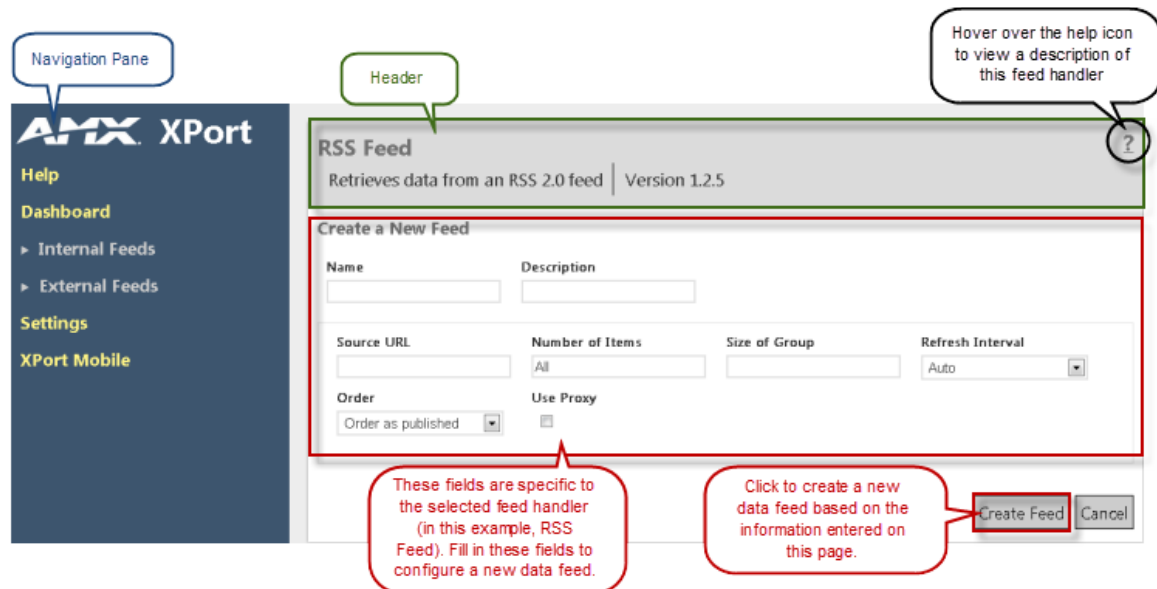 Navigation Pane
Header
Hover over the help icon
to view a description of
this feed handler
AMX XPort
Help
Dashboard
Internal Feeds
External Feeds
Settings
XPort Mobile
RSS Feed
?
Retrieves data from an RSS 2.0 feed | Version 1.2.5
Create a New Feed
Name
Description
Source URL
Number of Items
Size of Group
Refresh Interval
All
Auto
Order
Use Proxy
Order as published
These fields are specific to
the selected feed handler
(in this example, RSS
Feed). Fill in these fields to
configure a new data feed.
Click to create a new
data feed based on the
information entered on
this page.
Create Feed
Cancel